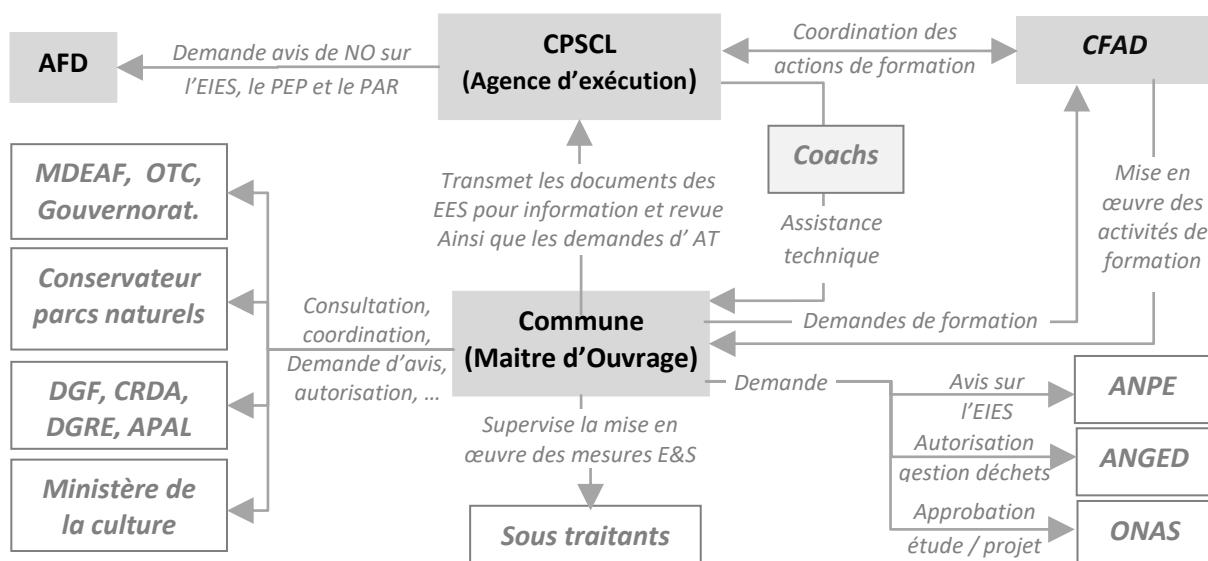 AFD
Demande avis de NO sur
l'EIES, le PEP et le PAR
CPSCL
(Agence d'exécution)
Coordination des
actions de formation
CFAD
MDEAF, OTC,
Gouvernorat.
Conservateur
parcs naturels
DGF, CRDA,
DGRE, APAL
Ministère de
la culture
Transmet les documents des
EES pour information et revue
Ainsi que les demandes d' AT
Coachs
Assistance
technique
Mise en
œuvre des
activités de
formation
Consultation,
coordination,
Demande d'avis,
autorisation, …
Commune
(Maitre d'Ouvrage)
Demandes de formation
Demande
Supervise la mise en
œuvre des mesures E&S
Sous traitants
Avis sur
l'EIES
ANPE
Autorisation
gestion déchets
ANGED
Approbation
étude / projet
ONAS